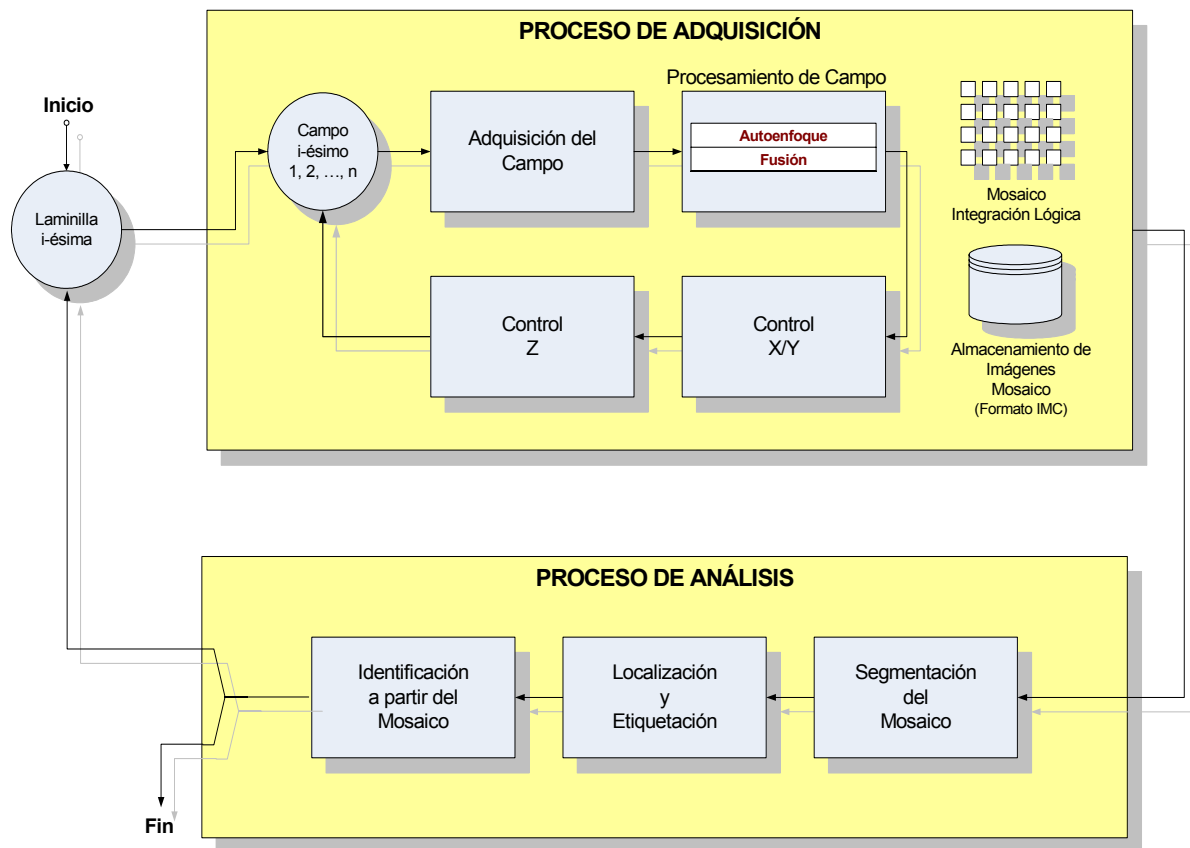 PROCESO DE ADQUISICIÓN
Inicio
Laminilla
i-ésima
Campo
i-ésimo
1, 2, …, n
Adquisición del
Campo
Procesamiento de Campo
Autoenfoque
Fusión
Mosaico
Integración Lógica
Control
Z
Control
X/Y
Almacenamiento de
Imágenes
Mosaico
(Formato IMC)
PROCESO DE ANÁLISIS
Identificación
a partir del
Mosaico
Localización
y
Etiquetación
Segmentación
del
Mosaico
Fin